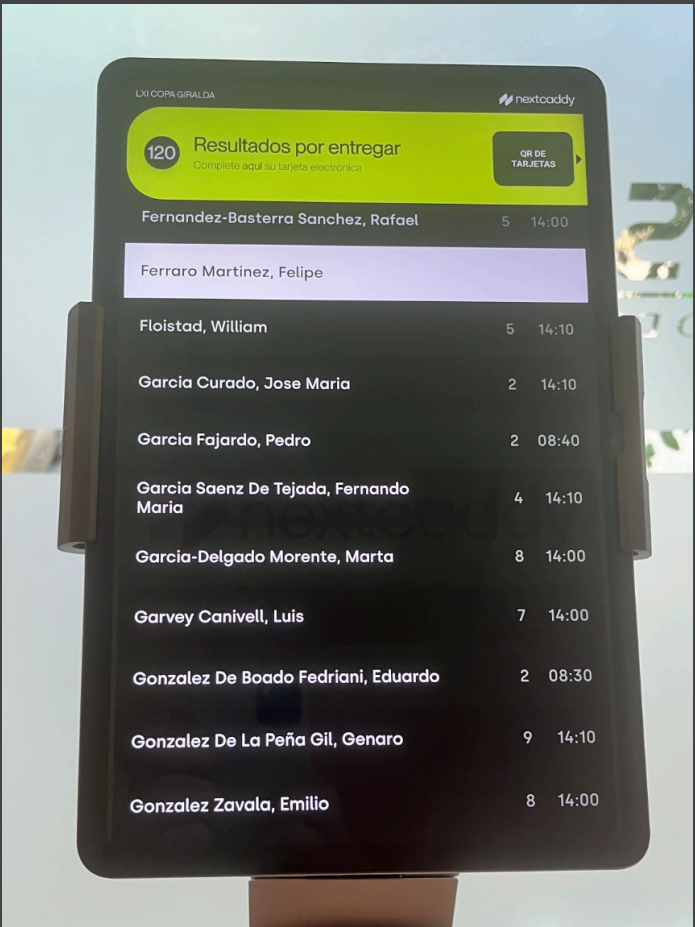 LXI COPA GIRALDA
nextcaddy
120
Resultados por entregar
Complete aquí su tarjeta electrónica
QR DE
TARJETAS
Fernandez-Basterra Sanchez, Rafael 5 14:00
Ferraro Martinez, Felipe
Floistad, William 5 14:10
Garcia Curado, Jose Maria 2 14:10
Garcia Fajardo, Pedro 2 08:40
Garcia Saenz De Tejada, Fernando
Maria 4 14:10
nextcaddy
Garcia-Delgado Morente, Marta 8 14:00
Garvey Canivell, Luis 7 14:00
Gonzalez De Boado Fedriani, Eduardo 2 08:30
Gonzalez De La Peña Gil, Genaro 9 14:10
Gonzalez Zavala, Emilio 8 14:00